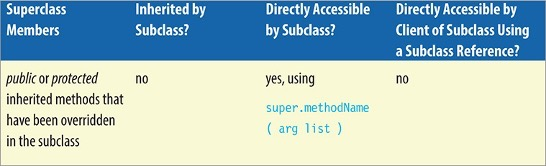 Superclass Members
Inherited by Subclass?
Directly Accessible by Subclass?
Directly Accessible by Client of Subclass Using a Subclass Reference?
public or protected inherited methods that have been overridden in the subclass
no
yes, using
super.methodName
( arg list )
no